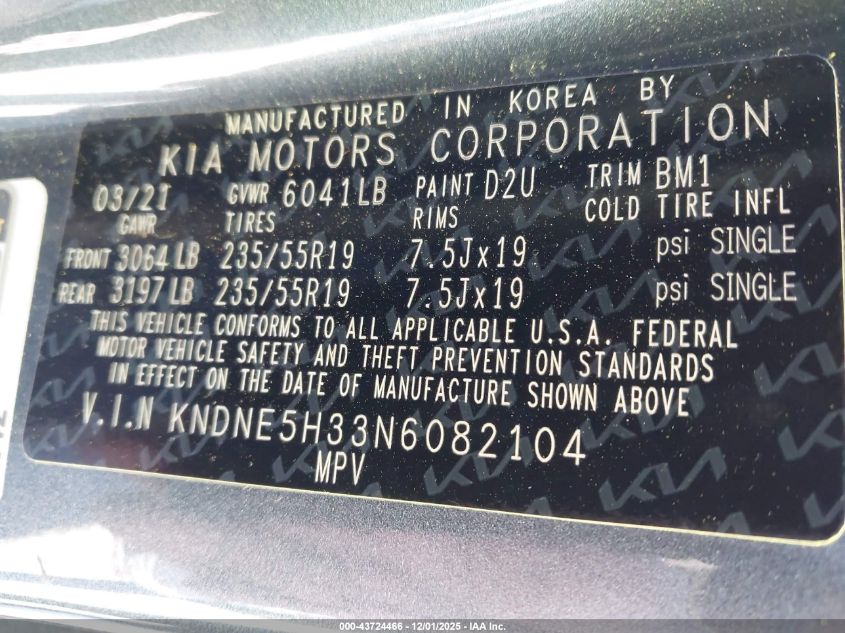 MANUFACTURED IN KOREA BY
KIA MOTORS CORPORATION
03/21 GVWR 6041LB PAINT D2U TRIM BM1
GAWR TIRES RIMS COLD TIRE INFL
FRONT 3064 LB 235/55R19 7.5Jx19 psi SINGLE
REAR 3197 LB 235/55R19 7.5Jx19 psi SINGLE
THIS VEHICLE CONFORMS TO ALL APPLICABLE U.S.A. FEDERAL
MOTOR VEHICLE SAFETY AND THEFT PREVENTION STANDARDS
IN EFFECT ON THE DATE OF MANUFACTURE SHOWN ABOVE
V.I.N KNDNE5H33N6082104
MPV
000-43724466 - 12/01/2025 - IAA Inc.